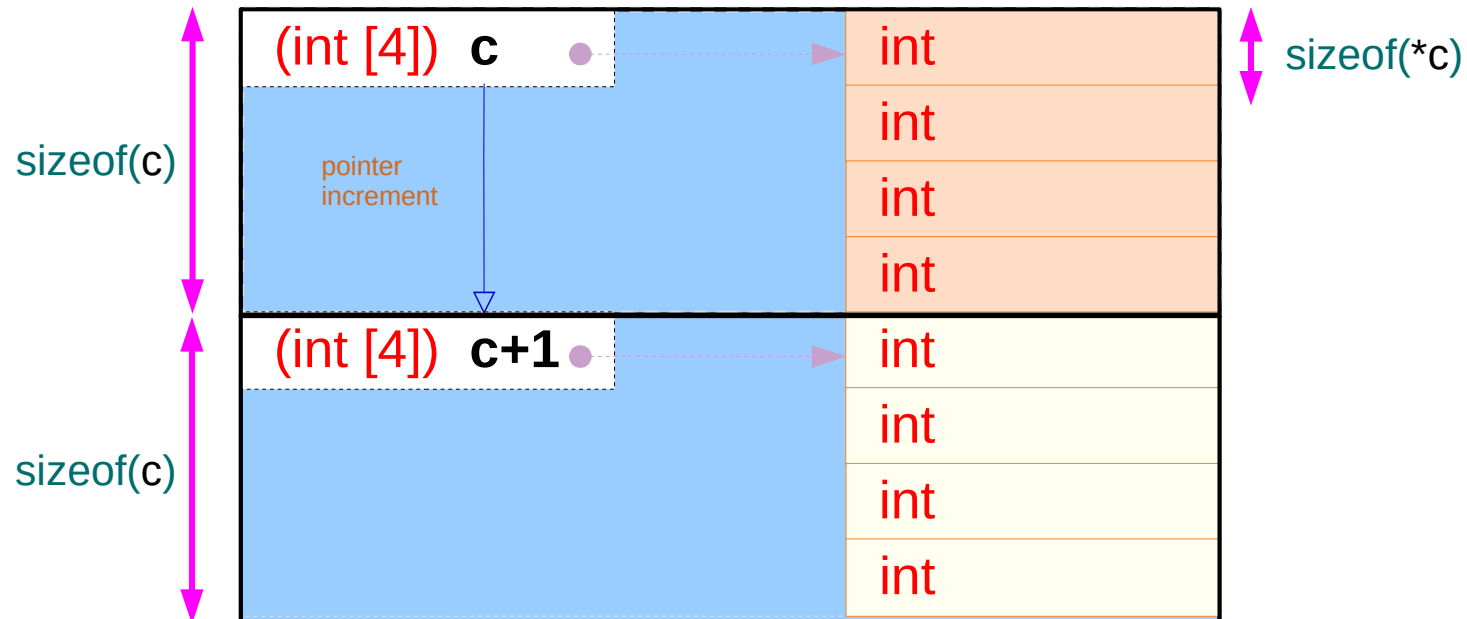 (int [4]) c
int
sizeof(*c)
int
sizeof(c)
pointer
increment
int
int
(int [4]) c+1
int
int
sizeof(c)
int
int